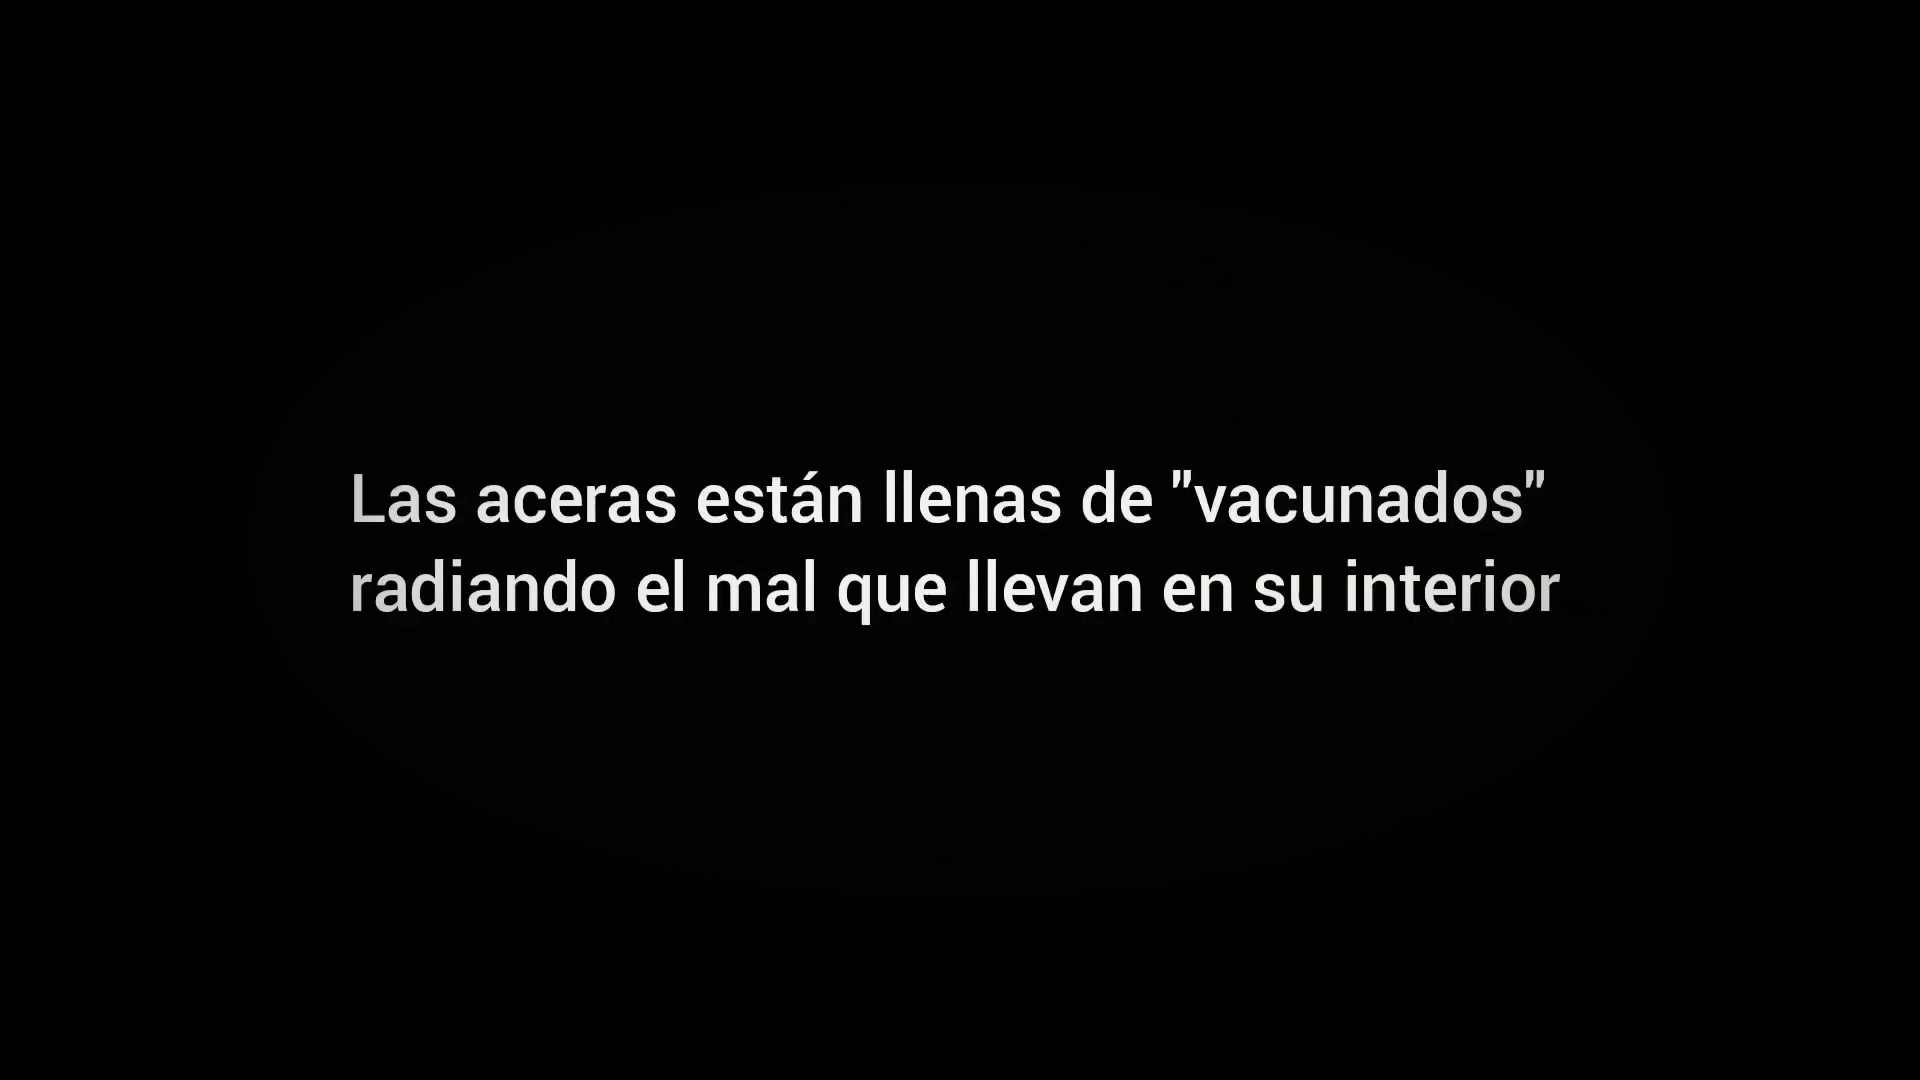 Las aceras están llenas de "vacunados"
radiando el mal que llevan en su interior